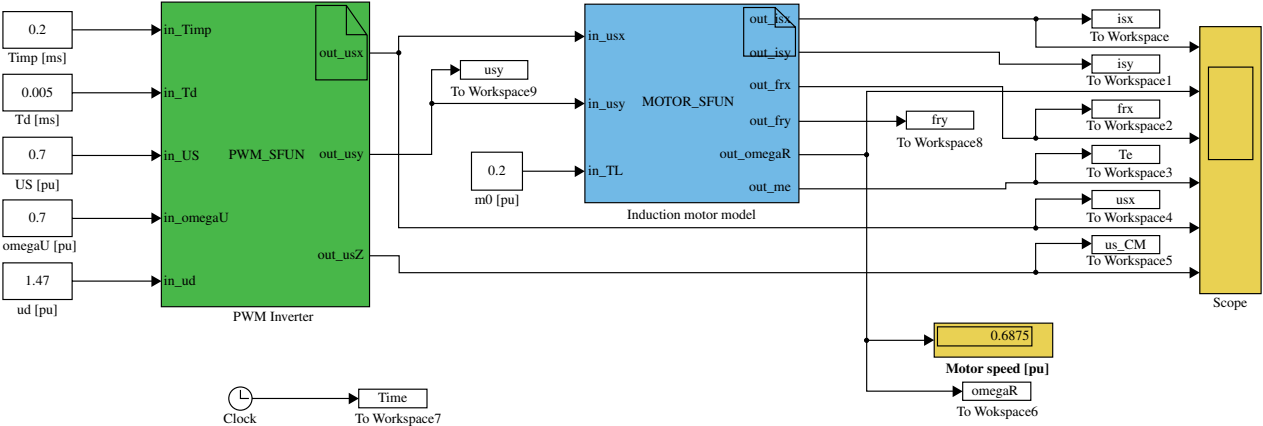 0.2
Timp [ms]
0.005
Td [ms]
0.7
US [pu]
0.7
omegaU [pu]
1.47
ud [pu]
in_Timp
in_Td
in_US
in_omegaU
in_ud
PWM_SFUN
out_usx
out_usy
out_usZ
PWM Inverter
usy
To Workspace9
0.2
m0 [pu]
in_usx
in_usy
in_TL
MOTOR_SFUN
out_isx
out_isy
out_frx
out_fry
out_omegaR
out_me
Induction motor model
fry
To Workspace8
isx
To Workspace
isy
To Workspace1
frx
To Workspace2
Te
To Workspace3
usx
To Workspace4
us_CM
To Workspace5
Scope
0.6875
Motor speed [pu]
omegaR
To Wokspace6
Clock
Time
To Workspace7